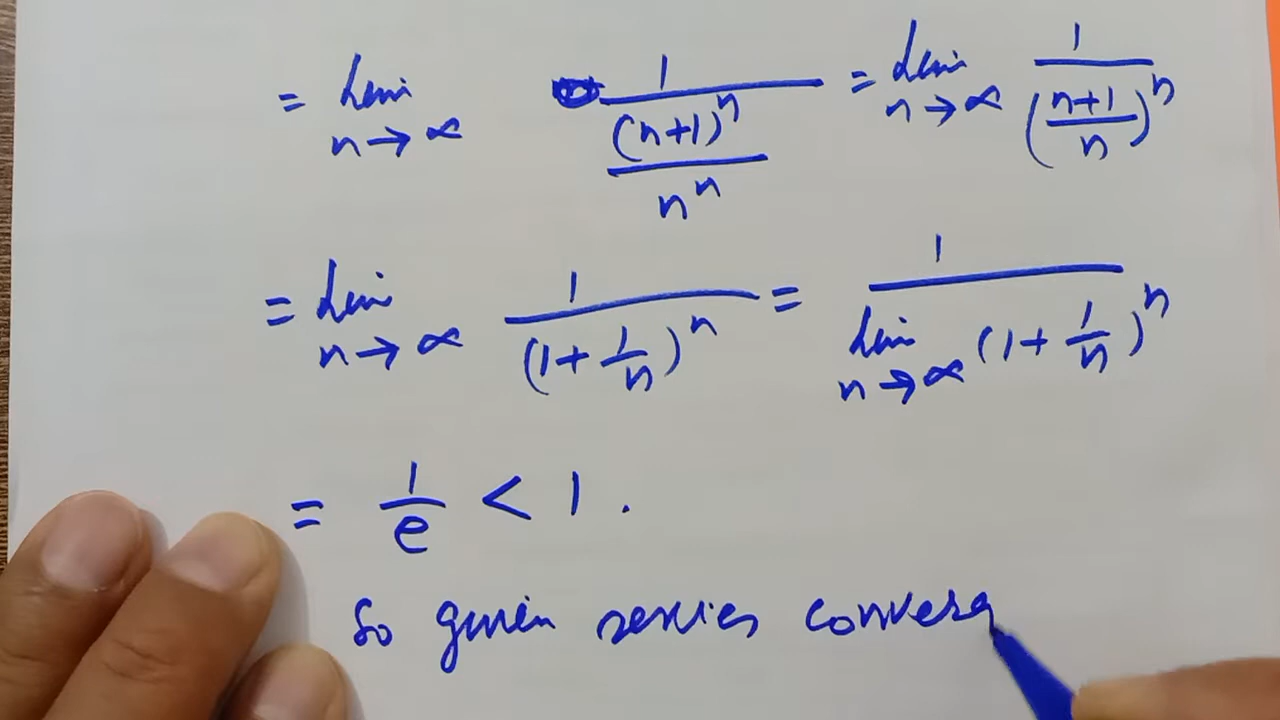 = Lim n→∞ 1/((n+1)^n/n^n) = Lim n→∞ 1/((n+1)/n)^n
= Lim n→∞ 1/(1+1/n)^n = 1/(Lim n→∞ (1+1/n)^n)
= 1/e < 1.
So given series converg